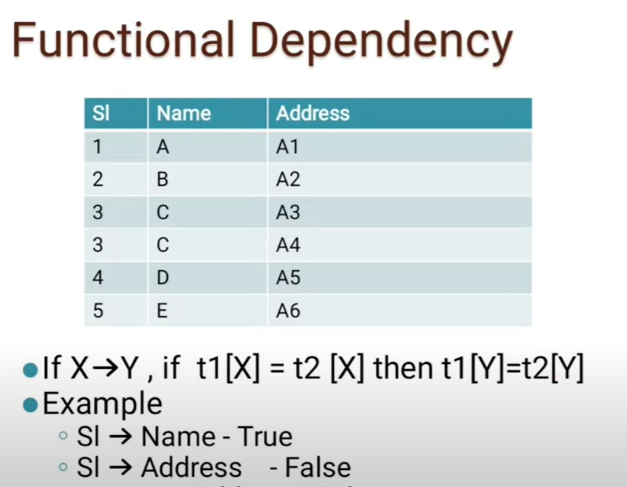 Functional Dependency
Sl Name Address
1 A A1
2 B A2
3 C A3
3 C A4
4 D A5
5 E A6
If X→Y , if t1[X] = t2 [X] then t1[Y]=t2[Y]
Example
Sl → Name - True
Sl → Address - False